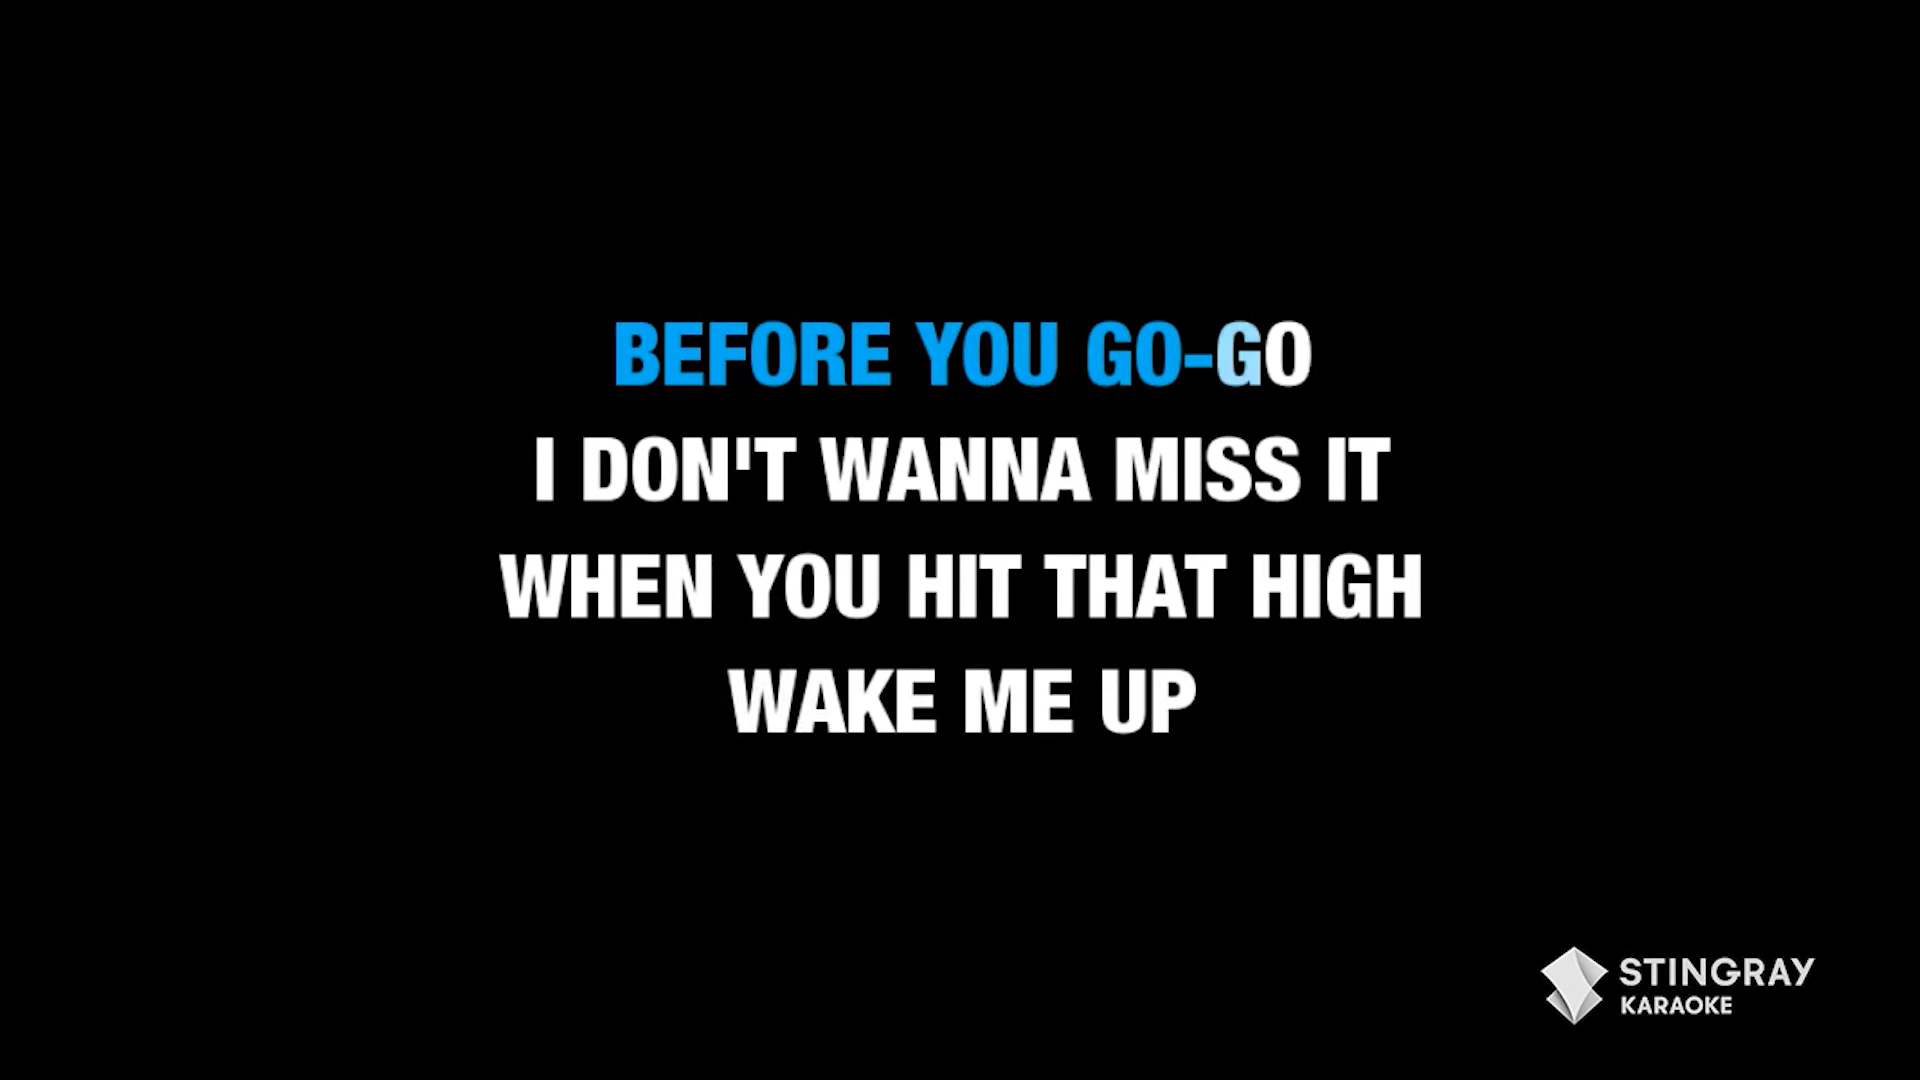 BEFORE YOU GO-GO
I DON'T WANNA MISS IT
WHEN YOU HIT THAT HIGH
WAKE ME UP
STINGRAY
KARAOKE